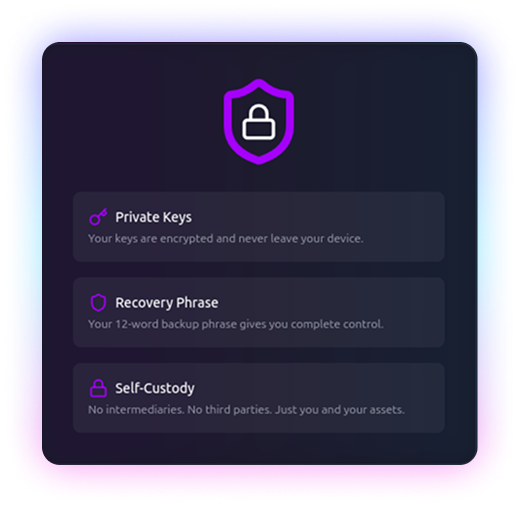 Private Keys
Your keys are encrypted and never leave your device.
Recovery Phrase
Your 12-word backup phrase gives you complete control.
Self-Custody
No intermediaries. No third parties. Just you and your assets.